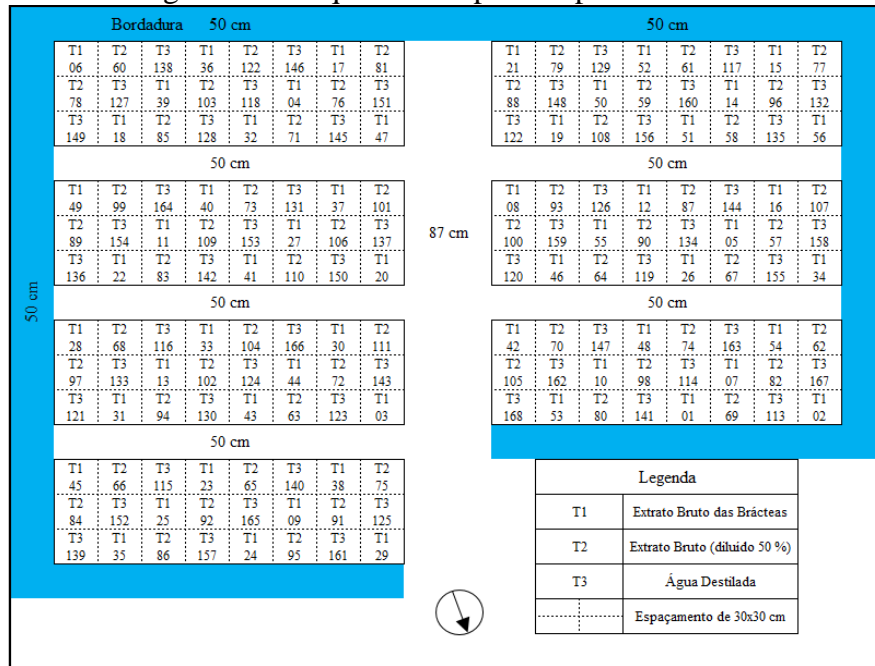 Bordadura 50 cm
T1 T2 T3 T1 T2 T3 T1 T2
06 60 138 36 122 146 17 81
T2 T3 T1 T2 T3 T1 T2 T3
78 127 39 103 118 04 76 151
T3 T1 T2 T3 T1 T2 T3 T1
149 18 85 128 32 71 145 47
50 cm
T1 T2 T3 T1 T2 T3 T1 T2
49 99 164 40 73 131 37 101
T2 T3 T1 T2 T3 T1 T2 T3
89 154 11 109 153 27 106 137
T3 T1 T2 T3 T1 T2 T3 T1
136 22 83 142 41 110 150 20
50 cm
50 cm
T1 T2 T3 T1 T2 T3 T1 T2
28 68 116 33 104 166 30 111
T2 T3 T1 T2 T3 T1 T2 T3
97 133 13 102 124 44 72 143
T3 T1 T2 T3 T1 T2 T3 T1
121 31 94 130 43 63 123 03
50 cm
T1 T2 T3 T1 T2 T3 T1 T2
45 66 115 23 65 140 38 75
T2 T3 T1 T2 T3 T1 T2 T3
84 152 25 92 165 09 91 125
T3 T1 T2 T3 T1 T2 T3 T1
139 35 86 157 24 95 161 29
87 cm
50 cm
T1 T2 T3 T1 T2 T3 T1 T2
21 79 129 52 61 117 15 77
T2 T3 T1 T2 T3 T1 T2 T3
88 148 50 59 160 14 96 132
T3 T1 T2 T3 T1 T2 T3 T1
122 19 108 156 51 58 135 56
50 cm
T1 T2 T3 T1 T2 T3 T1 T2
08 93 126 12 87 144 16 107
T2 T3 T1 T2 T3 T1 T2 T3
100 159 55 90 134 05 57 158
T3 T1 T2 T3 T1 T2 T3 T1
120 46 64 119 26 67 155 34
50 cm
T1 T2 T3 T1 T2 T3 T1 T2
42 70 147 48 74 163 54 62
T2 T3 T1 T2 T3 T1 T2 T3
105 162 10 98 114 07 82 167
T3 T1 T2 T3 T1 T2 T3 T1
168 53 80 141 01 69 113 02
Legenda
T1 Extrato Bruto das Brácteas
T2 Extrato Bruto (diluído 50 %)
T3 Água Destilada
Espaçamento de 30x30 cm